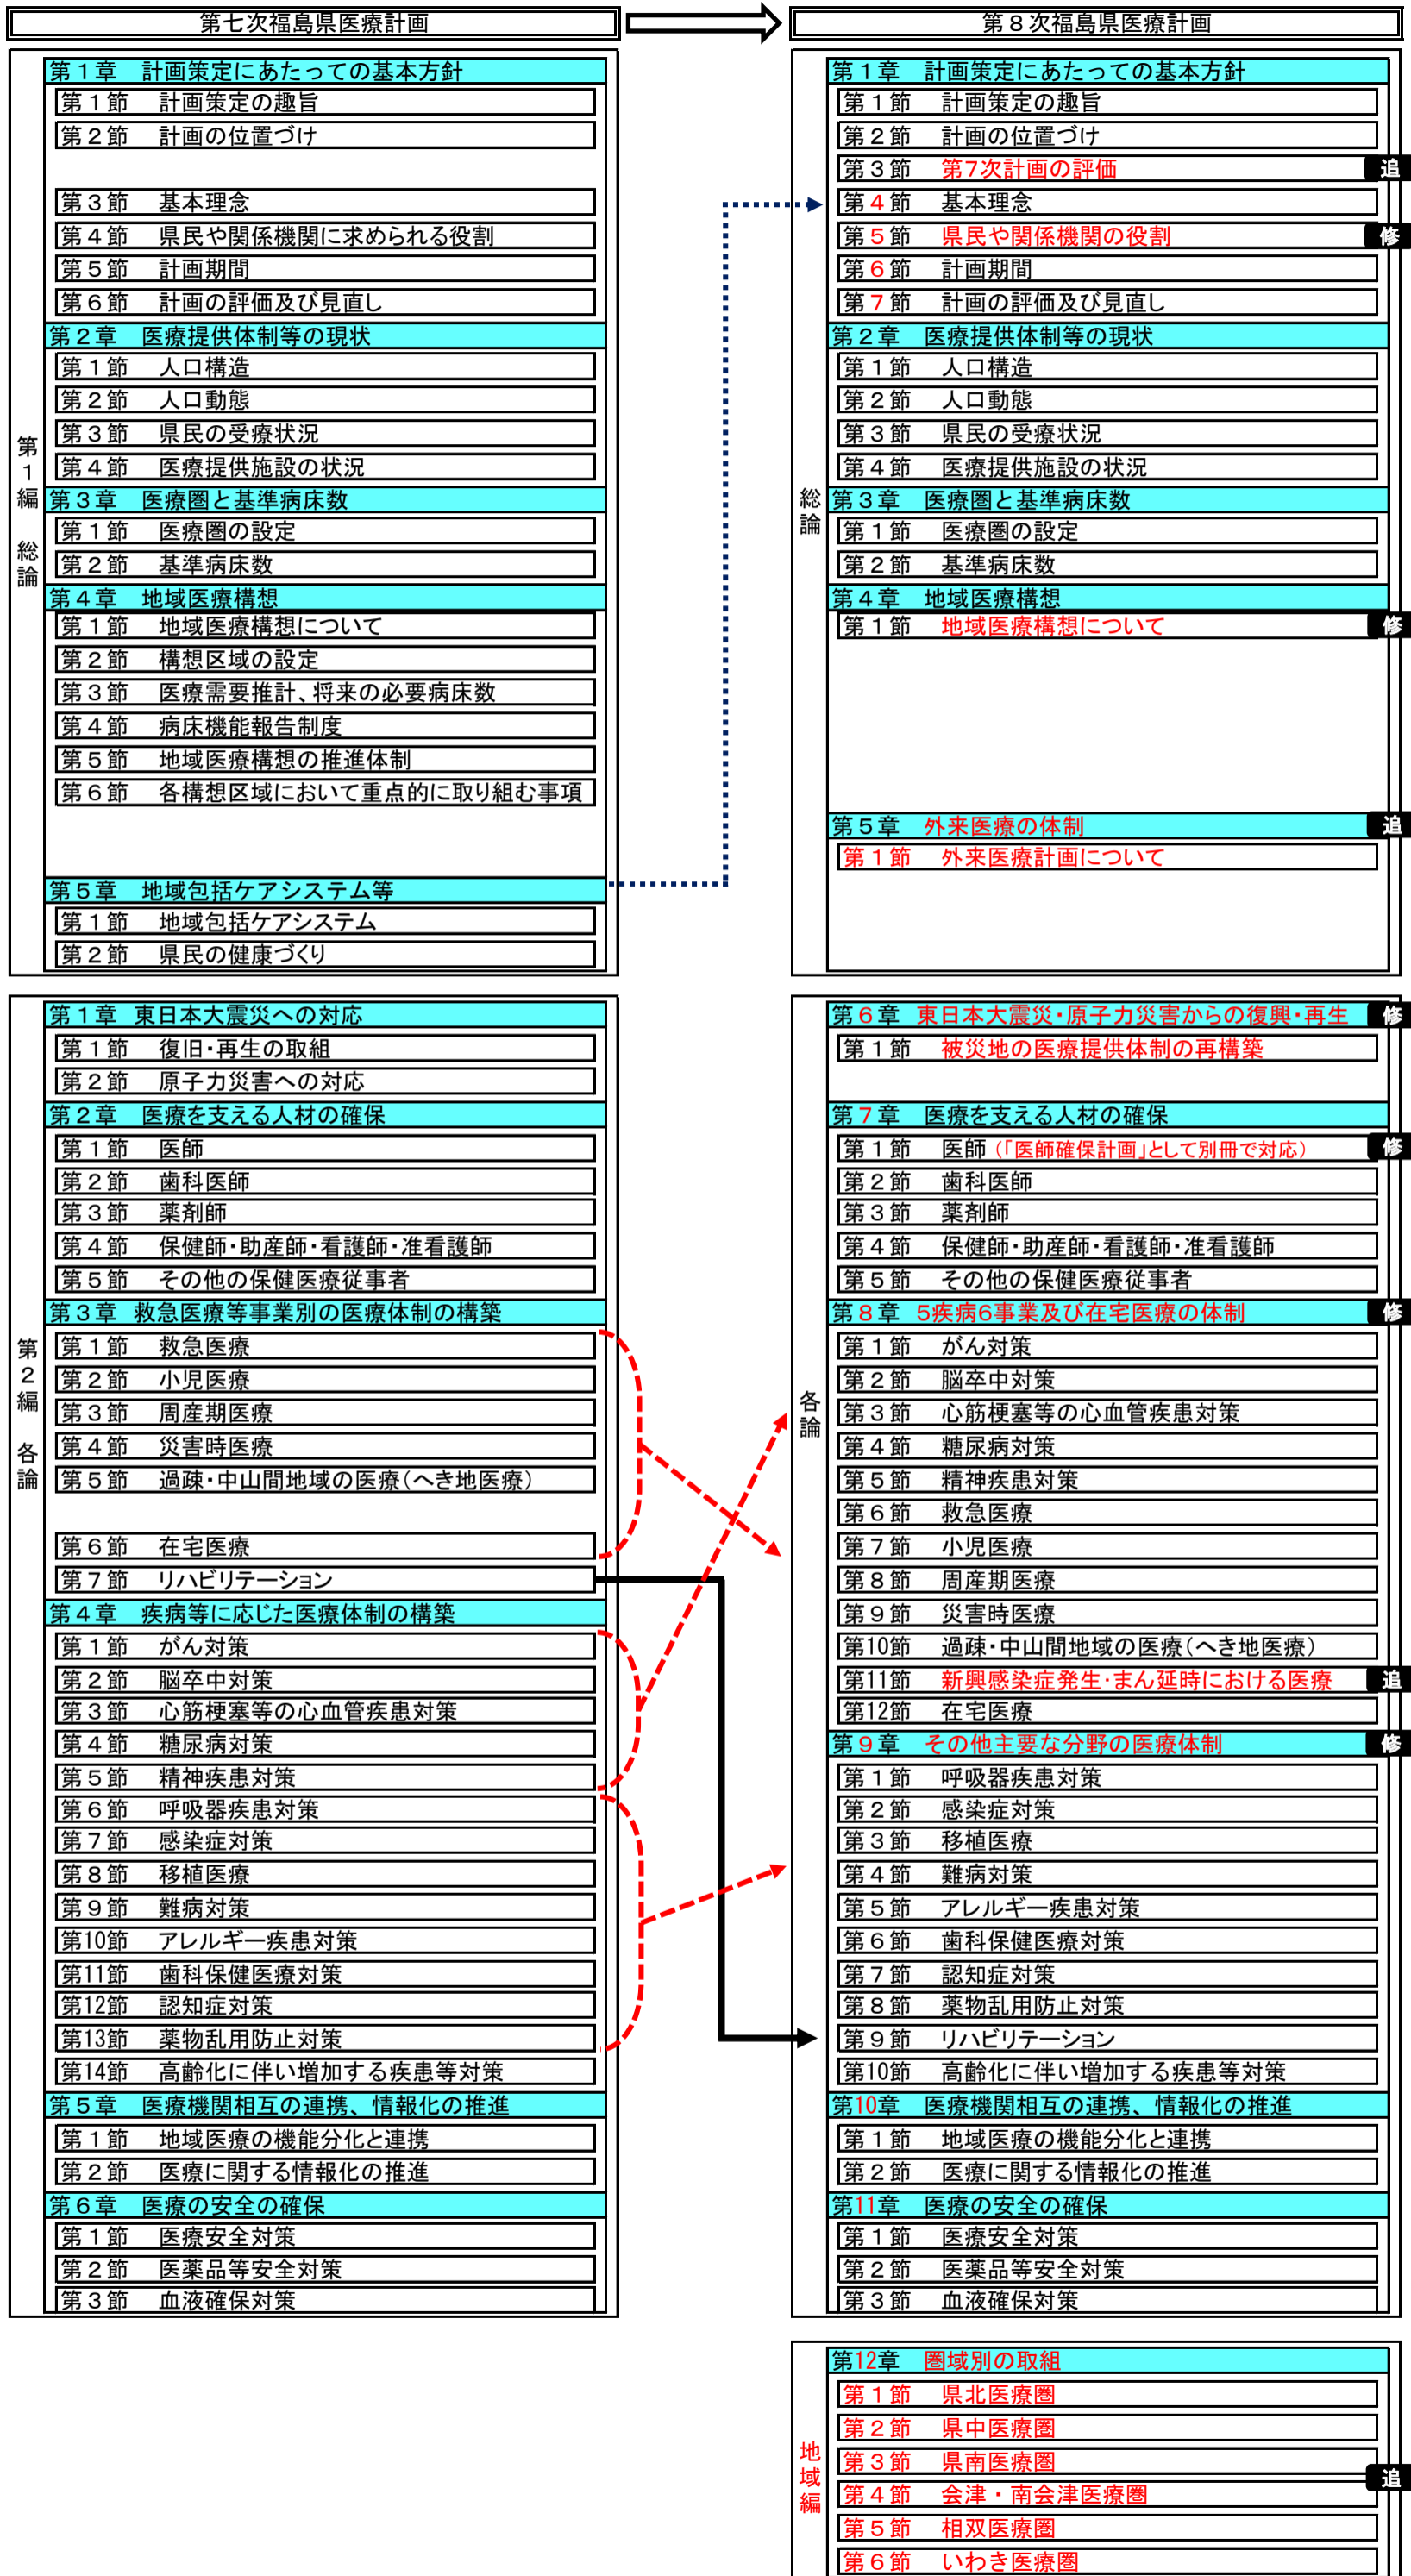 第七次福島県医療計画
第1編 総論
第１章　計画策定にあたっての基本方針
第１節　計画策定の趣旨
第２節　計画の位置づけ
第３節　基本理念
第４節　県民や関係機関に求められる役割
第５節　計画期間
第６節　計画の評価及び見直し
第２章　医療提供体制等の現状
第１節　人口構造
第２節　人口動態
第３節　県民の受療状況
第４節　医療提供施設の状況
第３章　医療圏と基準病床数
第１節　医療圏の設定
第２節　基準病床数
第４章　地域医療構想
第１節　地域医療構想について
第２節　構想区域の設定
第３節　医療需要推計、将来の必要病床数
第４節　病床機能報告制度
第５節　地域医療構想の推進体制
第６節　各構想区域において重点的に取り組む事項
第５章　地域包括ケアシステム等
第１節　地域包括ケアシステム
第２節　県民の健康づくり
第2編 各論
第１章　東日本大震災への対応
第１節　復旧・再生の取組
第２節　原子力災害への対応
第２章　医療を支える人材の確保
第１節　医師
第２節　歯科医師
第３節　薬剤師
第４節　保健師・助産師・看護師・准看護師
第５節　その他の保健医療従事者
第３章　救急医療等事業別の医療体制の構築
第１節　救急医療
第２節　小児医療
第３節　周産期医療
第４節　災害時医療
第５節　過疎・中山間地域の医療（へき地医療）
第６節　在宅医療
第７節　リハビリテーション
第４章　疾病等に応じた医療体制の構築
第１節　がん対策
第２節　脳卒中対策
第３節　心筋梗塞等の心血管疾患対策
第４節　糖尿病対策
第５節　精神疾患対策
第６節　呼吸器疾患対策
第７節　感染症対策
第８節　移植医療
第９節　難病対策
第10節　アレルギー疾患対策
第11節　歯科保健医療対策
第12節　認知症対策
第13節　薬物乱用防止対策
第14節　高齢化に伴い増加する疾患等対策
第５章　医療機関相互の連携、情報化の推進
第１節　地域医療の機能分化と連携
第２節　医療に関する情報化の推進
第６章　医療の安全の確保
第１節　医療安全対策
第２節　医薬品等安全対策
第３節　血液確保対策
第８次福島県医療計画
総論
第１章　計画策定にあたっての基本方針
第１節　計画策定の趣旨
第２節　計画の位置づけ
第３節　第7次計画の評価　追
第４節　基本理念
第５節　県民や関係機関の役割　修
第６節　計画期間
第７節　計画の評価及び見直し
第２章　医療提供体制等の現状
第１節　人口構造
第２節　人口動態
第３節　県民の受療状況
第４節　医療提供施設の状況
第３章　医療圏と基準病床数
第１節　医療圏の設定
第２節　基準病床数
第４章　地域医療構想
第１節　地域医療構想について　修
第５章　外来医療の体制　追
第１節　外来医療計画について
各論
第６章　東日本大震災・原子力災害からの復興・再生　修
第１節　被災地の医療提供体制の再構築
第７章　医療を支える人材の確保
第１節　医師（「医師確保計画」として別冊で対応）　修
第２節　歯科医師
第３節　薬剤師
第４節　保健師・助産師・看護師・准看護師
第５節　その他の保健医療従事者
第８章　5疾病6事業及び在宅医療の体制　修
第１節　がん対策
第２節　脳卒中対策
第３節　心筋梗塞等の心血管疾患対策
第４節　糖尿病対策
第５節　精神疾患対策
第６節　救急医療
第７節　小児医療
第８節　周産期医療
第９節　災害時医療
第10節　過疎・中山間地域の医療（へき地医療）
第11節　新興感染症発生・まん延時における医療　追
第12節　在宅医療
第９章　その他主要な分野の医療体制　修
第１節　呼吸器疾患対策
第２節　感染症対策
第３節　移植医療
第４節　難病対策
第５節　アレルギー疾患対策
第６節　歯科保健医療対策
第７節　認知症対策
第８節　薬物乱用防止対策
第９節　リハビリテーション
第10節　高齢化に伴い増加する疾患等対策
第10章　医療機関相互の連携、情報化の推進
第１節　地域医療の機能分化と連携
第２節　医療に関する情報化の推進
第11章　医療の安全の確保
第１節　医療安全対策
第２節　医薬品等安全対策
第３節　血液確保対策
地域編
第12章　圏域別の取組
第１節　県北医療圏
第２節　県中医療圏
第３節　県南医療圏
追
第４節　会津・南会津医療圏
第５節　相双医療圏
第６節　いわき医療圏